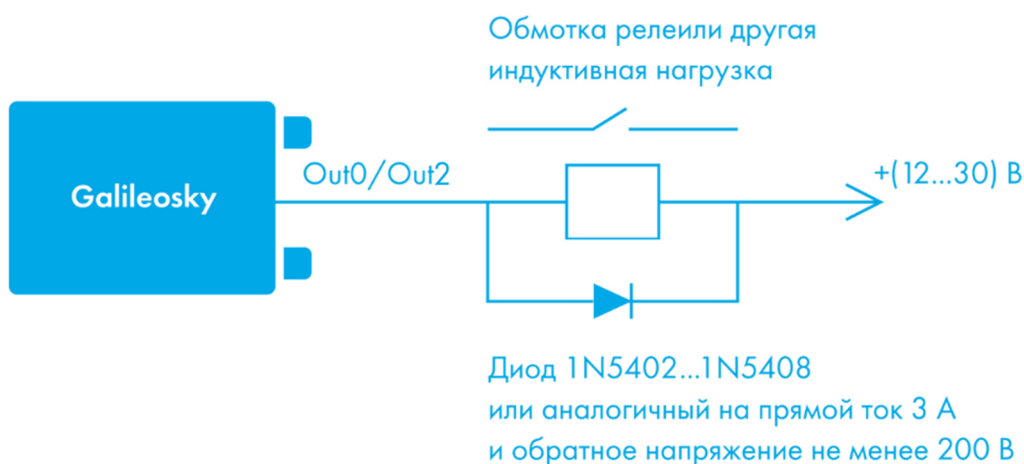 Обмотка релеили другая
индуктивная нагрузка
Galileosky
Out0/Out2
+(12...30) В
Диод 1N5402...1N5408
или аналогичный на прямой ток 3 А
и обратное напряжение не менее 200 В